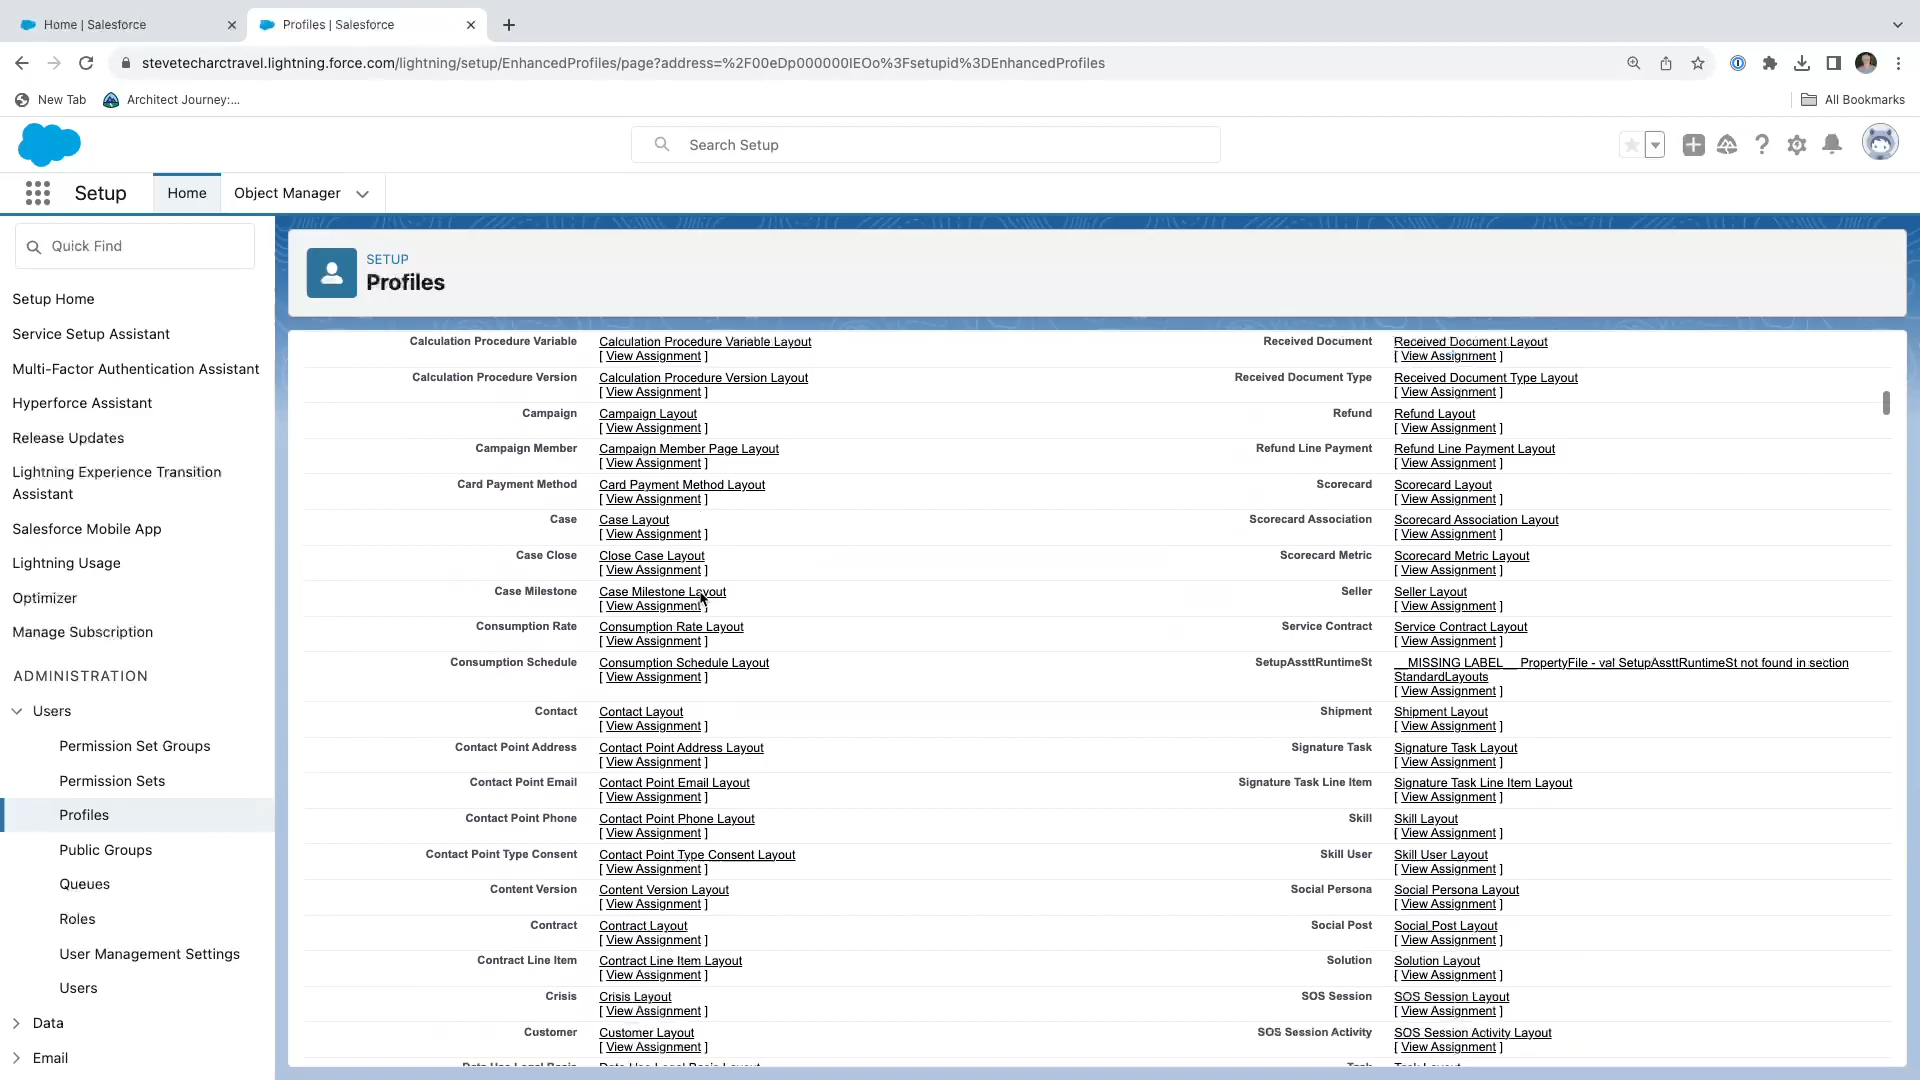 Home | Salesforce
Profiles | Salesforce
stevetecharctravel.lightning.force.com/lightning/setup/EnhancedProfiles/page?address=%2F00eDp000000IEOo%3Fsetupid%3DEnhancedProfiles
New Tab
Architect Journey:...
All Bookmarks
Search Setup
Setup
Home
Object Manager
Quick Find
Setup Home
Service Setup Assistant
Multi-Factor Authentication Assistant
Hyperforce Assistant
Release Updates
Lightning Experience Transition
Assistant
Salesforce Mobile App
Lightning Usage
Optimizer
Manage Subscription
ADMINISTRATION
Users
Permission Set Groups
Permission Sets
Profiles
Public Groups
Queues
Roles
User Management Settings
Users
Data
Email
SETUP
Profiles
Calculation Procedure Variable Calculation Procedure Variable Layout
[ View Assignment ]
Calculation Procedure Version Calculation Procedure Version Layout
[ View Assignment ]
Campaign Campaign Layout
[ View Assignment ]
Campaign Member Campaign Member Page Layout
[ View Assignment ]
Card Payment Method Card Payment Method Layout
[ View Assignment ]
Case Case Layout
[ View Assignment ]
Case Close Close Case Layout
[ View Assignment ]
Case Milestone Case Milestone Layout
[ View Assignment ]
Consumption Rate Consumption Rate Layout
[ View Assignment ]
Consumption Schedule Consumption Schedule Layout
[ View Assignment ]
Contact Contact Layout
[ View Assignment ]
Contact Point Address Contact Point Address Layout
[ View Assignment ]
Contact Point Email Contact Point Email Layout
[ View Assignment ]
Contact Point Phone Contact Point Phone Layout
[ View Assignment ]
Contact Point Type Consent Contact Point Type Consent Layout
[ View Assignment ]
Content Version Content Version Layout
[ View Assignment ]
Contract Contract Layout
[ View Assignment ]
Contract Line Item Contract Line Item Layout
[ View Assignment ]
Crisis Crisis Layout
[ View Assignment ]
Customer Customer Layout
[ View Assignment ]
Received Document Received Document Layout
[ View Assignment ]
Received Document Type Received Document Type Layout
[ View Assignment ]
Refund Refund Layout
[ View Assignment ]
Refund Line Payment Refund Line Payment Layout
[ View Assignment ]
Scorecard Scorecard Layout
[ View Assignment ]
Scorecard Association Scorecard Association Layout
[ View Assignment ]
Scorecard Metric Scorecard Metric Layout
[ View Assignment ]
Seller Seller Layout
[ View Assignment ]
Service Contract Service Contract Layout
[ View Assignment ]
SetupAssttRuntimeSt __MISSING LABEL__ PropertyFile - val SetupAssttRuntimeSt not found in section
StandardLayouts
[ View Assignment ]
Shipment Shipment Layout
[ View Assignment ]
Signature Task Signature Task Layout
[ View Assignment ]
Signature Task Line Item Signature Task Line Item Layout
[ View Assignment ]
Skill Skill Layout
[ View Assignment ]
Skill User Skill User Layout
[ View Assignment ]
Social Persona Social Persona Layout
[ View Assignment ]
Social Post Social Post Layout
[ View Assignment ]
Solution Solution Layout
[ View Assignment ]
SOS Session SOS Session Layout
[ View Assignment ]
SOS Session Activity SOS Session Activity Layout
[ View Assignment ]